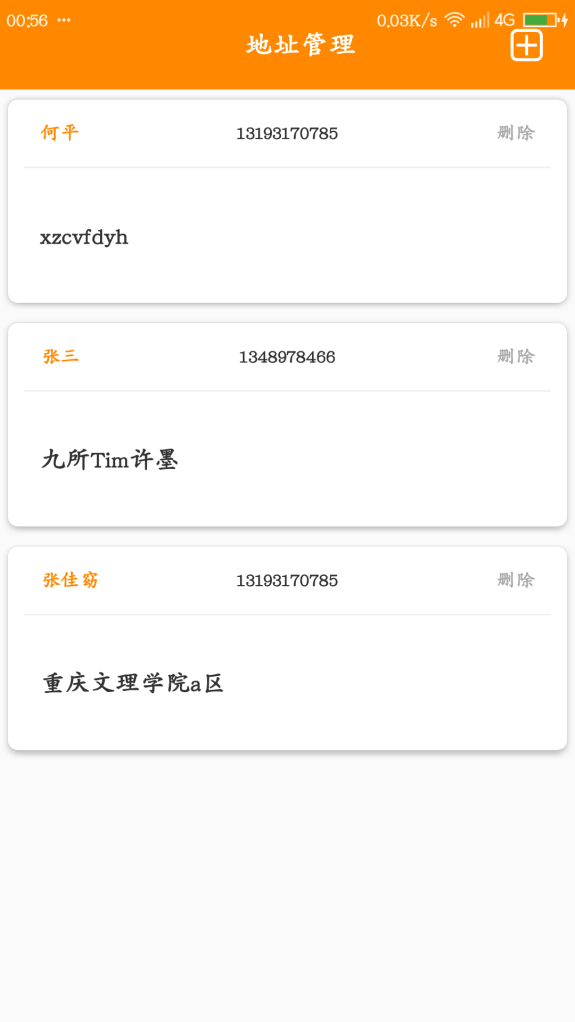 00:56 ··· 0.03K/s 4G
地址管理
何平 13193170785 删除
xzcvfdyh
张三 1348978466 删除
九所Tim许墨
张佳窈 13193170785 删除
重庆文理学院a区